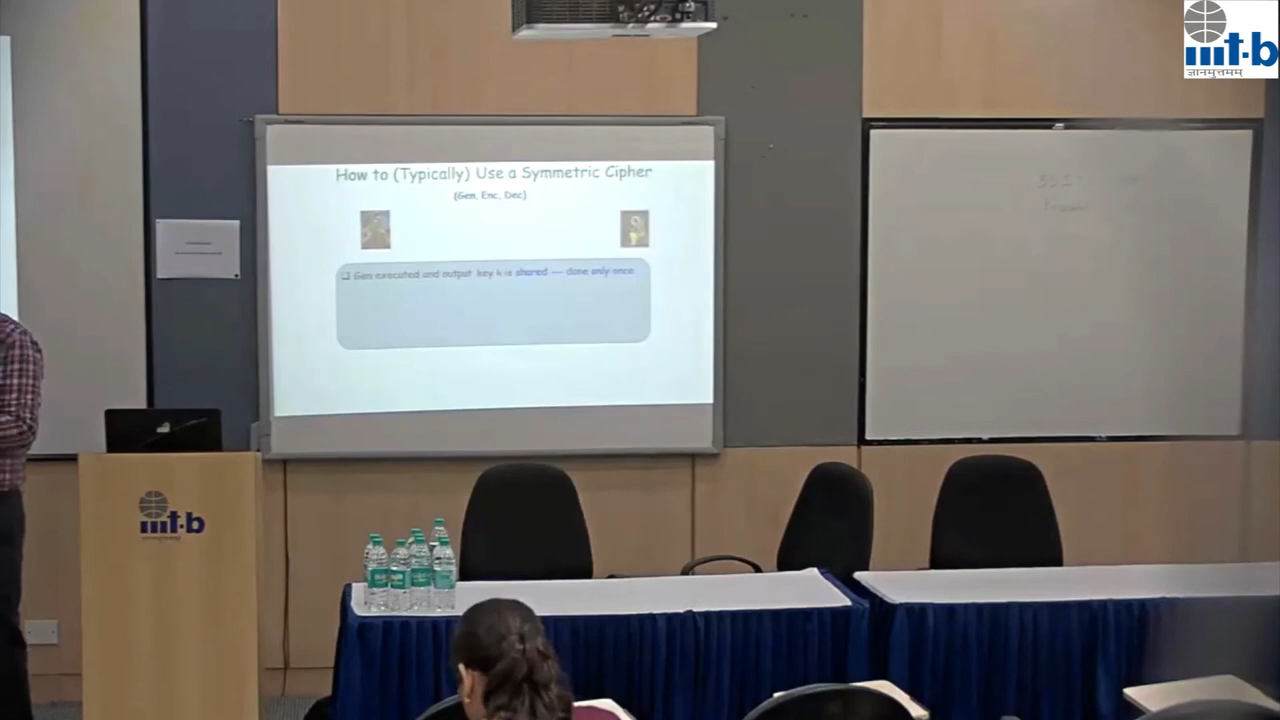 iiit-b
ज्ञानमुत्तमम्
How to (Typically) Use a Symmetric Cipher
(Gen, Enc, Dec)
❑ Gen executed and output key k is shared --- done only once
iiit-b